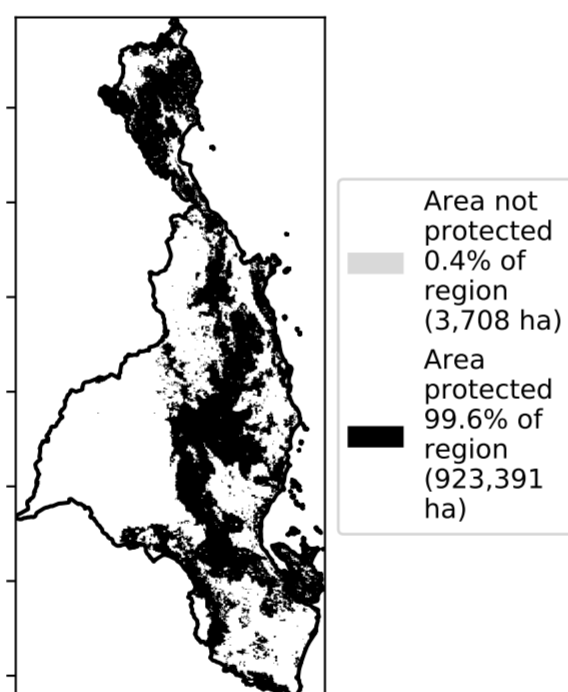 Area not
protected
0.4% of
region
(3,708 ha)
Area
protected
99.6% of
region
(923,391
ha)